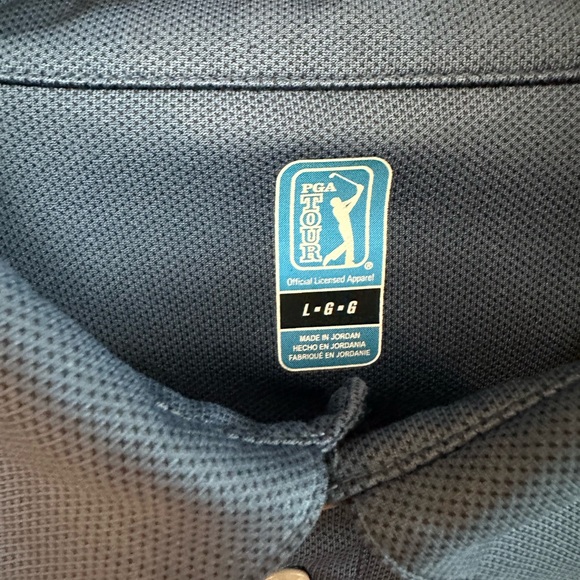 PGA
TOUR
®
Official Licensed Apparel
L-G-G
MADE IN JORDAN
HECHO EN JORDANIA
FABRIQUÉ EN JORDANIE